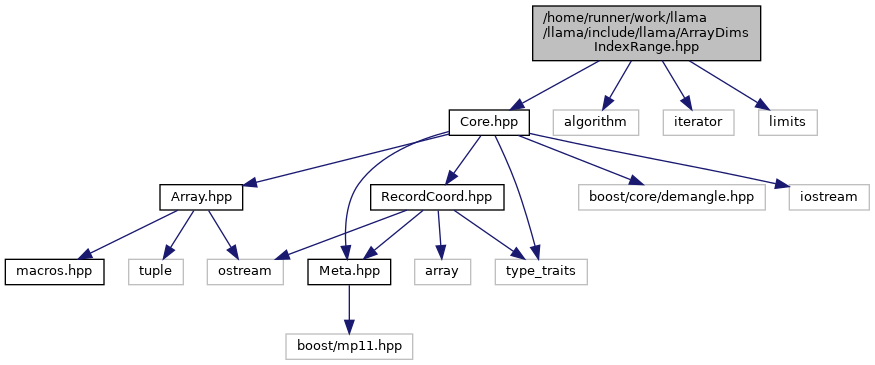 /home/runner/work/llama
/llama/include/llama/ArrayDims
IndexRange.hpp
Core.hpp
algorithm
iterator
limits
Array.hpp
RecordCoord.hpp
boost/core/demangle.hpp
iostream
macros.hpp
tuple
ostream
Meta.hpp
array
type_traits
boost/mp11.hpp